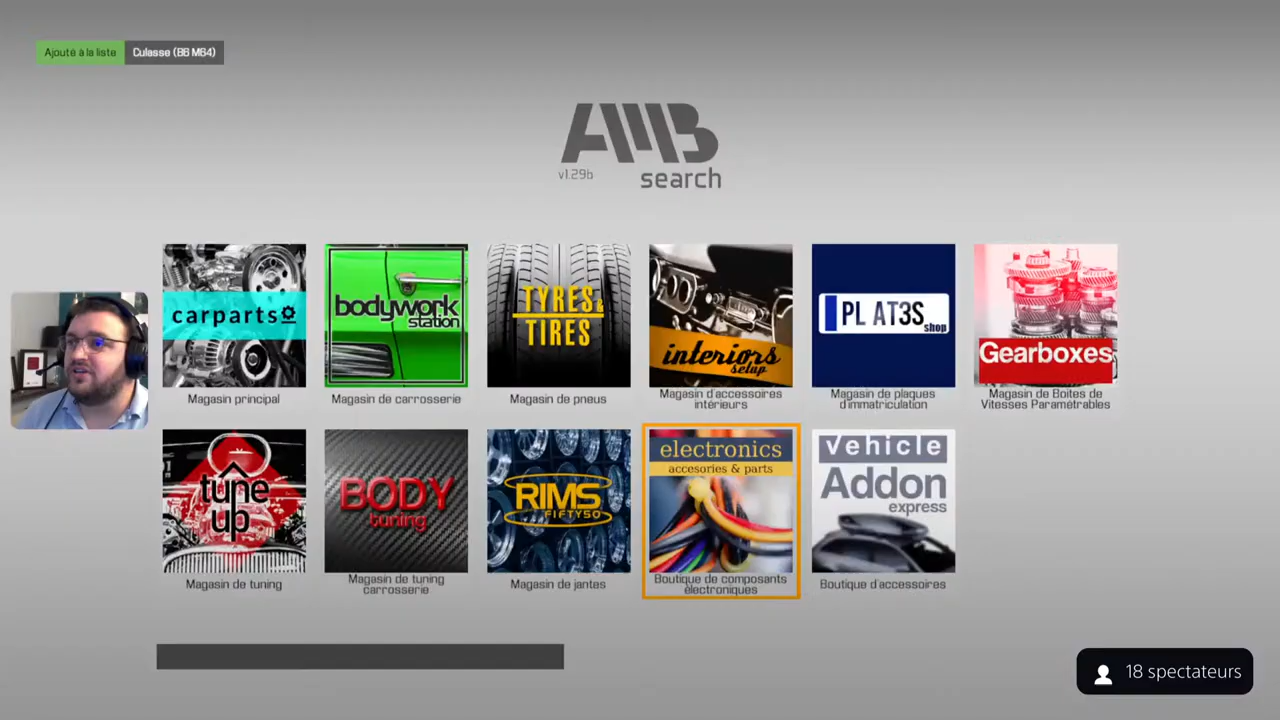 Ajouté à la liste Culasse (B6 M64)
AMB
v1.29b search
carparts
bodywork
station
TYRES &
TIRES
interiors
setup
PL AT3S
shop
Gearboxes
Magasin principal
Magasin de carrosserie
Magasin de pneus
Magasin d'accessoires
intérieurs
Magasin de plaques
d'immatriculation
Magasin de Boîtes de
Vitesses Paramétrables
tune
up
BODY
tuning
RIMS
FIFTY50
electronics
accesories & parts
vehicle
Addon
express
Magasin de tuning
Magasin de tuning
carrosserie
Magasin de jantes
Boutique de composants
électroniques
Boutique d'accessoires
18 spectateurs